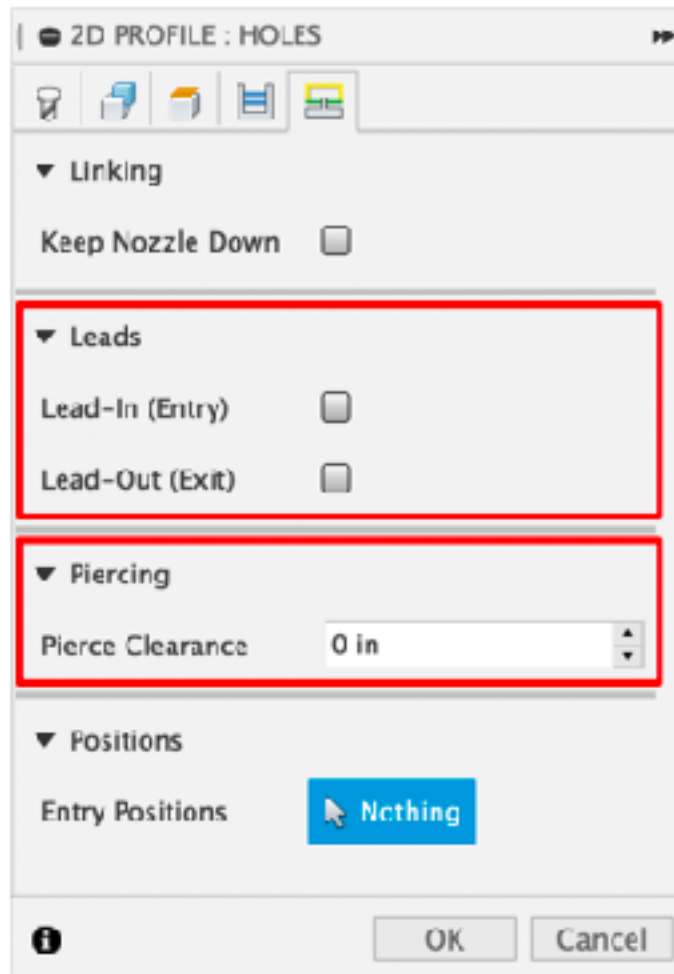 2D PROFILE : HOLES
Linking
Keep Nozzle Down
Leads
Lead-In (Entry)
Lead-Out (Exit)
Piercing
Pierce Clearance 0 in
Positions
Entry Positions Nothing
OK Cancel